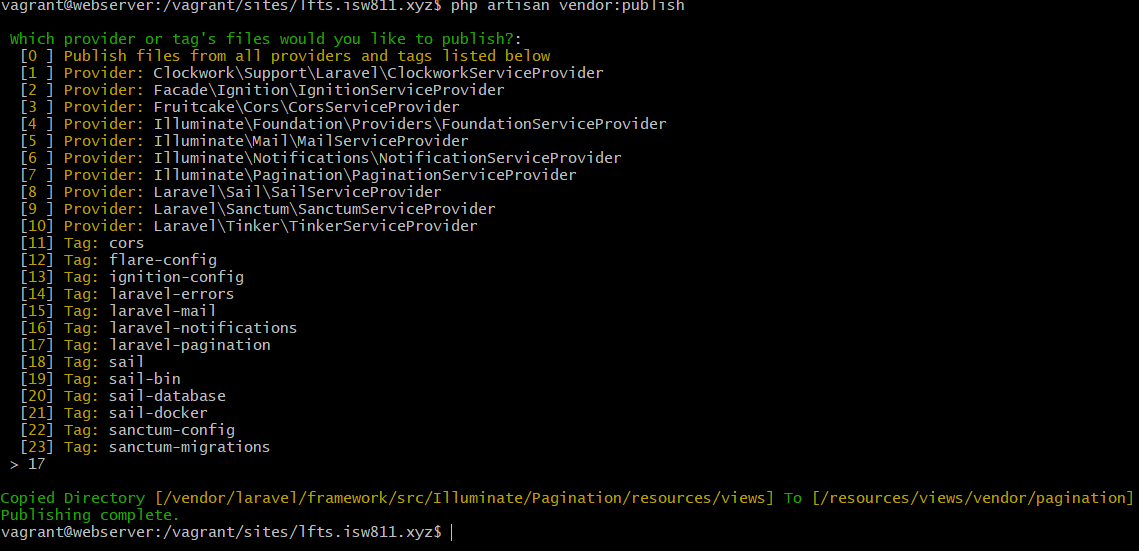 vagrant@webserver:/vagrant/sites/lfts.isw811.xyz$ php artisan vendor:publish
Which provider or tag's files would you like to publish?:
[0 ] Publish files from all providers and tags listed below
[1 ] Provider: Clockwork\Support\Laravel\ClockworkServiceProvider
[2 ] Provider: Facade\Ignition\IgnitionServiceProvider
[3 ] Provider: Fruitcake\Cors\CorsServiceProvider
[4 ] Provider: Illuminate\Foundation\Providers\FoundationServiceProvider
[5 ] Provider: Illuminate\Mail\MailServiceProvider
[6 ] Provider: Illuminate\Notifications\NotificationServiceProvider
[7 ] Provider: Illuminate\Pagination\PaginationServiceProvider
[8 ] Provider: Laravel\Sail\SailServiceProvider
[9 ] Provider: Laravel\Sanctum\SanctumServiceProvider
[10] Provider: Laravel\Tinker\TinkerServiceProvider
[11] Tag: cors
[12] Tag: flare-config
[13] Tag: ignition-config
[14] Tag: laravel-errors
[15] Tag: laravel-mail
[16] Tag: laravel-notifications
[17] Tag: laravel-pagination
[18] Tag: sail
[19] Tag: sail-bin
[20] Tag: sail-database
[21] Tag: sail-docker
[22] Tag: sanctum-config
[23] Tag: sanctum-migrations
> 17
Copied Directory [/vendor/laravel/framework/src/Illuminate/Pagination/resources/views] To [/resources/views/vendor/pagination]
Publishing complete.
vagrant@webserver:/vagrant/sites/lfts.isw811.xyz$